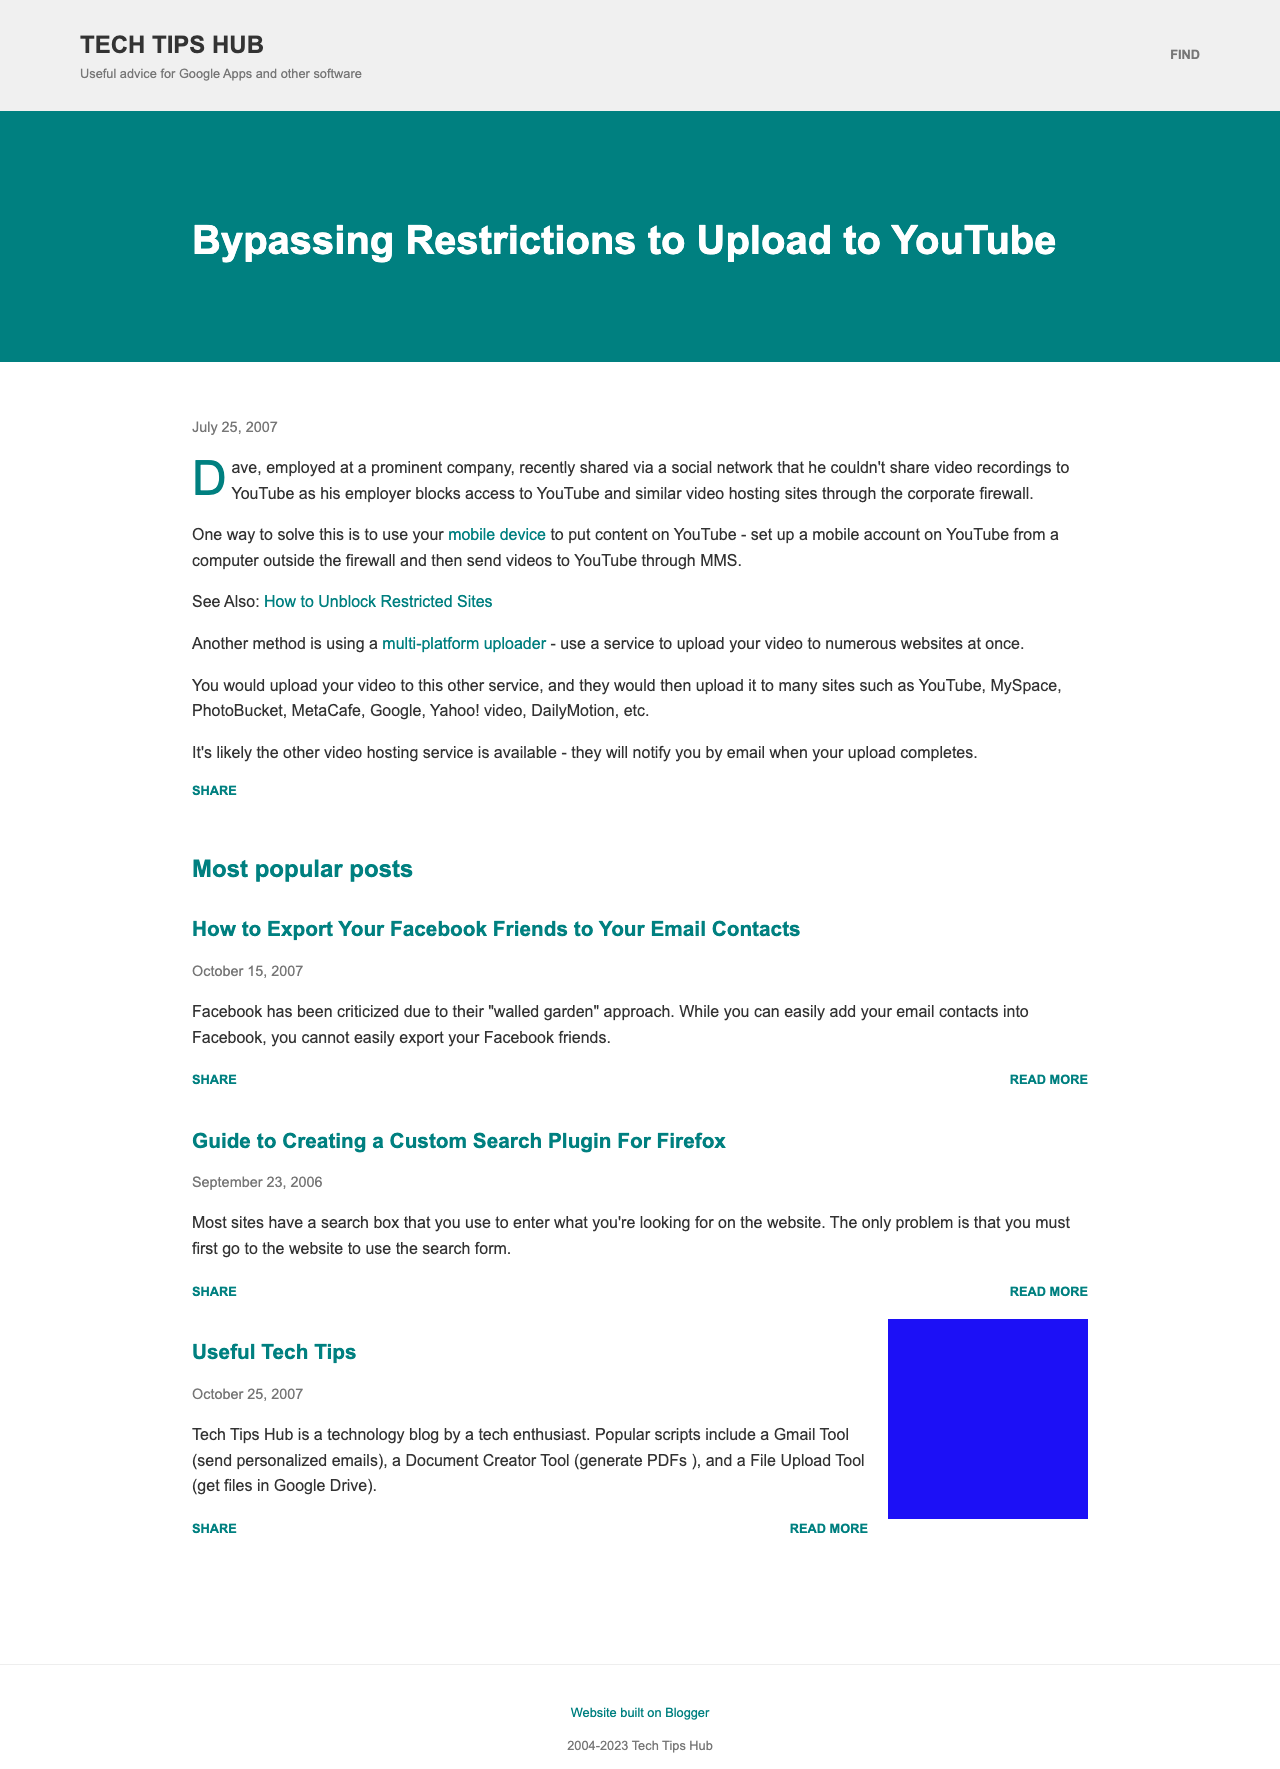 TECH TIPS HUB
Useful advice for Google Apps and other software
FIND
Bypassing Restrictions to Upload to YouTube
July 25, 2007
Dave, employed at a prominent company, recently shared via a social network that he couldn't share video recordings to
YouTube as his employer blocks access to YouTube and similar video hosting sites through the corporate firewall.
One way to solve this is to use your mobile device to put content on YouTube - set up a mobile account on YouTube from a
computer outside the firewall and then send videos to YouTube through MMS.
See Also: How to Unblock Restricted Sites
Another method is using a multi-platform uploader - use a service to upload your video to numerous websites at once.
You would upload your video to this other service, and they would then upload it to many sites such as YouTube, MySpace,
PhotoBucket, MetaCafe, Google, Yahoo! video, DailyMotion, etc.
It's likely the other video hosting service is available - they will notify you by email when your upload completes.
SHARE
Most popular posts
How to Export Your Facebook Friends to Your Email Contacts
October 15, 2007
Facebook has been criticized due to their "walled garden" approach. While you can easily add your email contacts into
Facebook, you cannot easily export your Facebook friends.
SHARE
READ MORE
Guide to Creating a Custom Search Plugin For Firefox
September 23, 2006
Most sites have a search box that you use to enter what you're looking for on the website. The only problem is that you must
first go to the website to use the search form.
SHARE
READ MORE
Useful Tech Tips
October 25, 2007
Tech Tips Hub is a technology blog by a tech enthusiast. Popular scripts include a Gmail Tool
(send personalized emails), a Document Creator Tool (generate PDFs ), and a File Upload Tool
(get files in Google Drive).
SHARE
READ MORE
Website built on Blogger
2004-2023 Tech Tips Hub